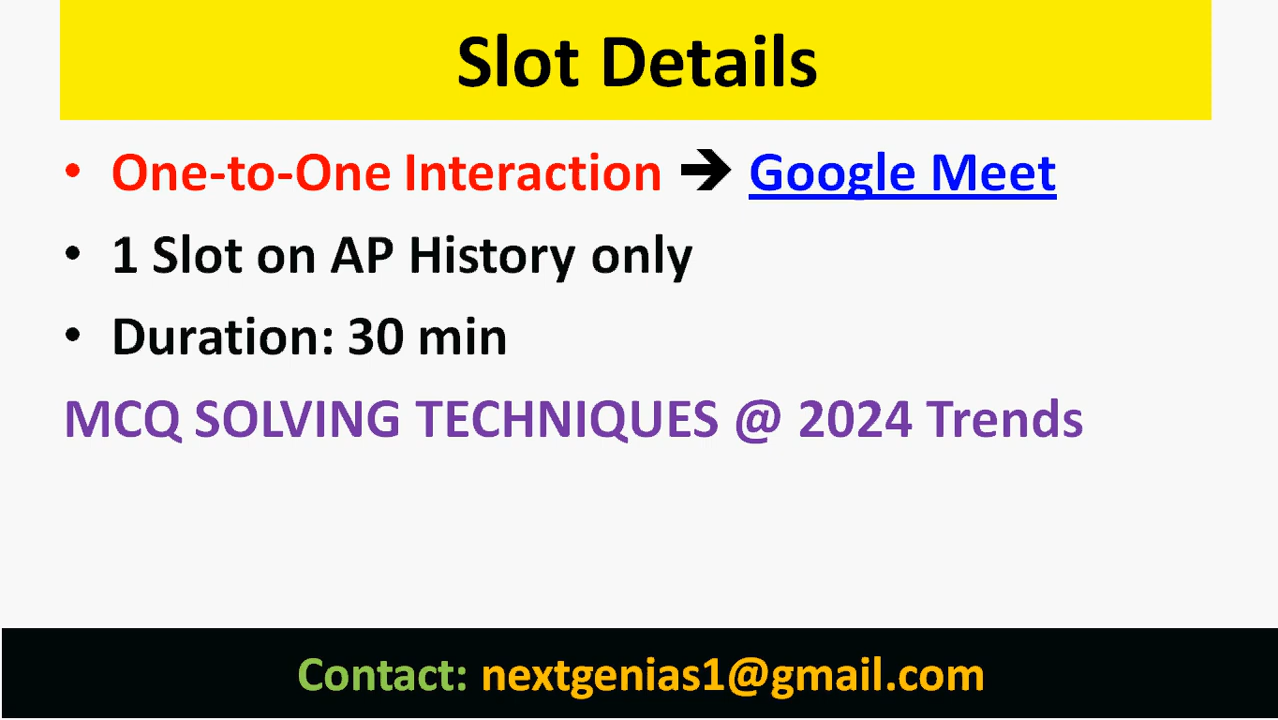 Slot Details
• One-to-One Interaction ➔ Google Meet
• 1 Slot on AP History only
• Duration: 30 min
MCQ SOLVING TECHNIQUES @ 2024 Trends
Contact: nextgenias1@gmail.com